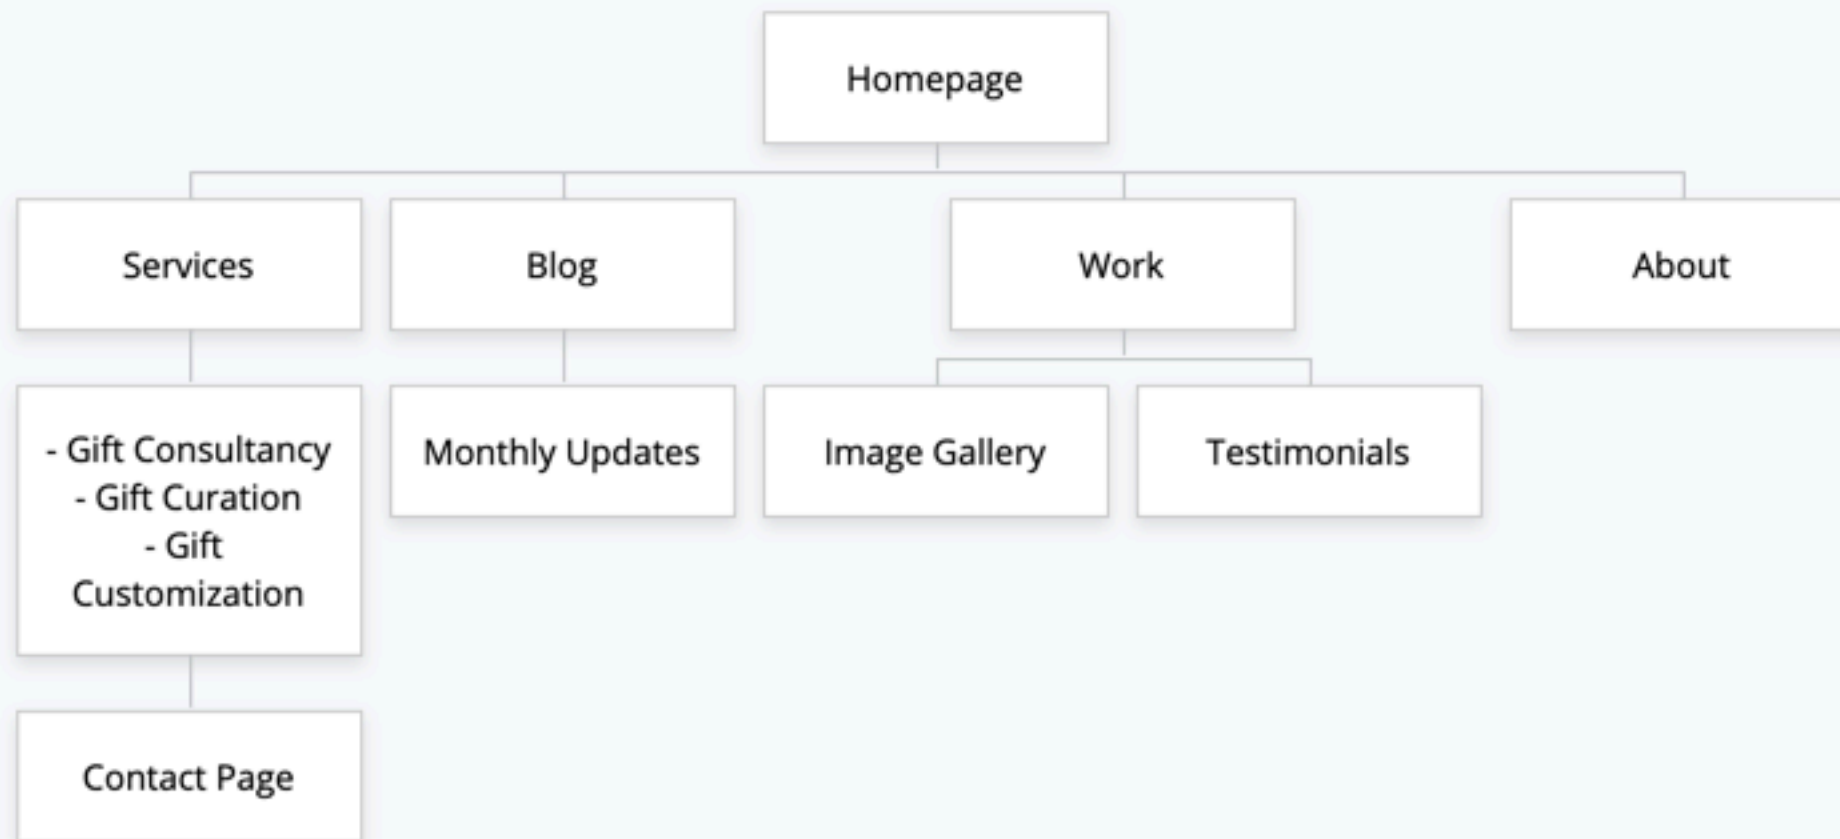 Homepage
Services
Blog
Work
About
- Gift Consultancy
- Gift Curation
- Gift
Customization
Monthly Updates
Image Gallery
Testimonials
Contact Page